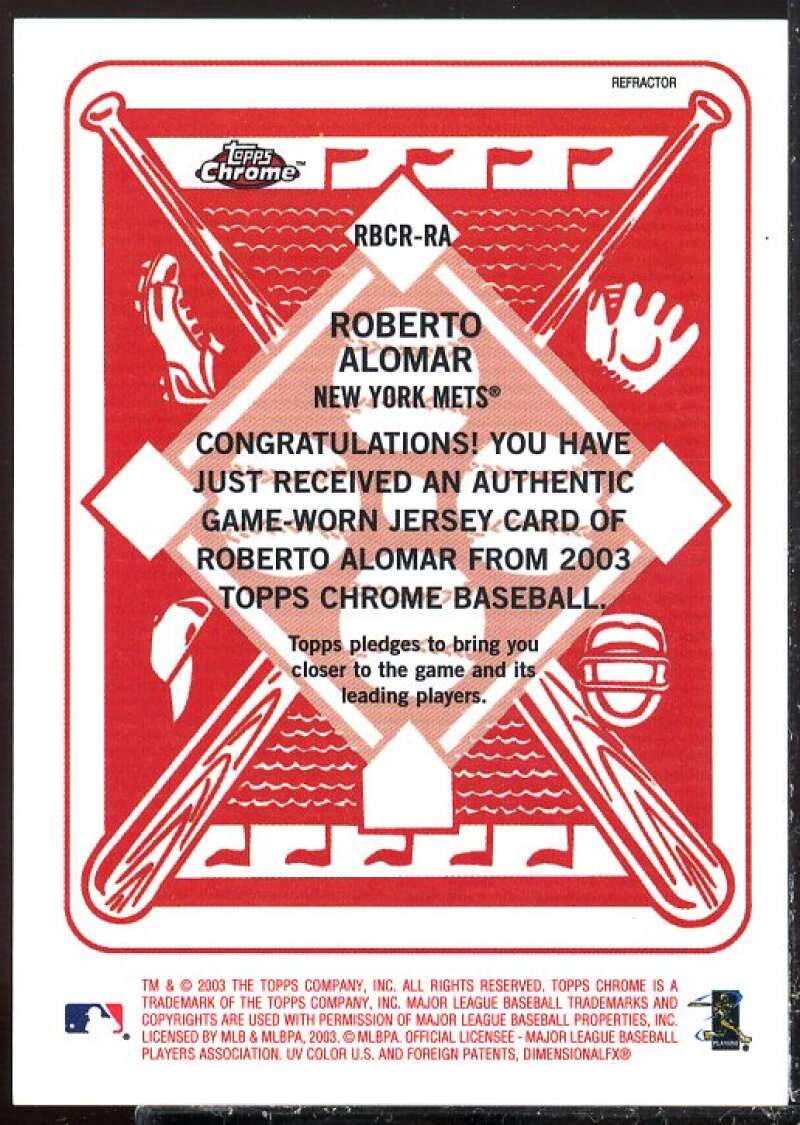 REFRACTOR
Topps
Chrome™
RBCR-RA
ROBERTO
ALOMAR
NEW YORK METS®
CONGRATULATIONS! YOU HAVE
JUST RECEIVED AN AUTHENTIC
GAME-WORN JERSEY CARD OF
ROBERTO ALOMAR FROM 2003
TOPPS CHROME BASEBALL.
Topps pledges to bring you
closer to the game and its
leading players.
TM & © 2003 THE TOPPS COMPANY, INC. ALL RIGHTS RESERVED. TOPPS CHROME IS A
TRADEMARK OF THE TOPPS COMPANY, INC. MAJOR LEAGUE BASEBALL TRADEMARKS AND
COPYRIGHTS ARE USED WITH PERMISSION OF MAJOR LEAGUE BASEBALL PROPERTIES, INC.
LICENSED BY MLB & MLBPA, 2003. © MLBPA. OFFICIAL LICENSEE - MAJOR LEAGUE BASEBALL
PLAYERS ASSOCIATION. UV COLOR U.S. AND FOREIGN PATENTS, DIMENSIONALFX®